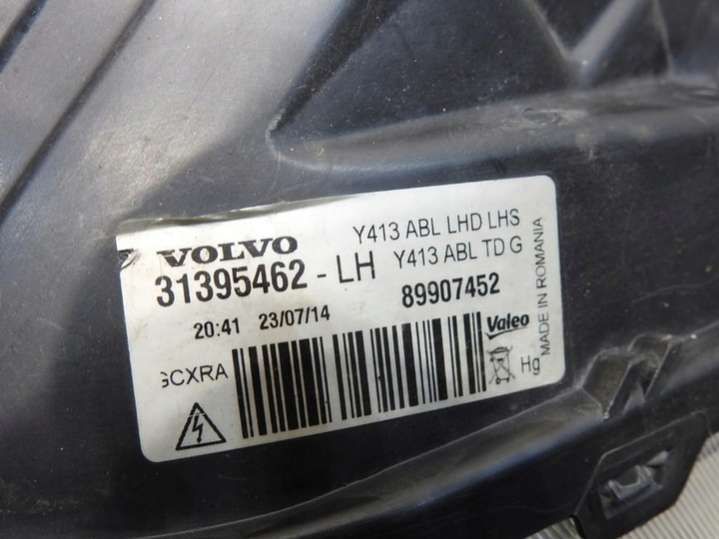 VOLVO Y413 ABL LHD LHS
31395462 - LH Y413 ABL TD G
20:41 23/07/14 89907452
Valeo
GCXRA
Hg
MADE IN ROMANIA